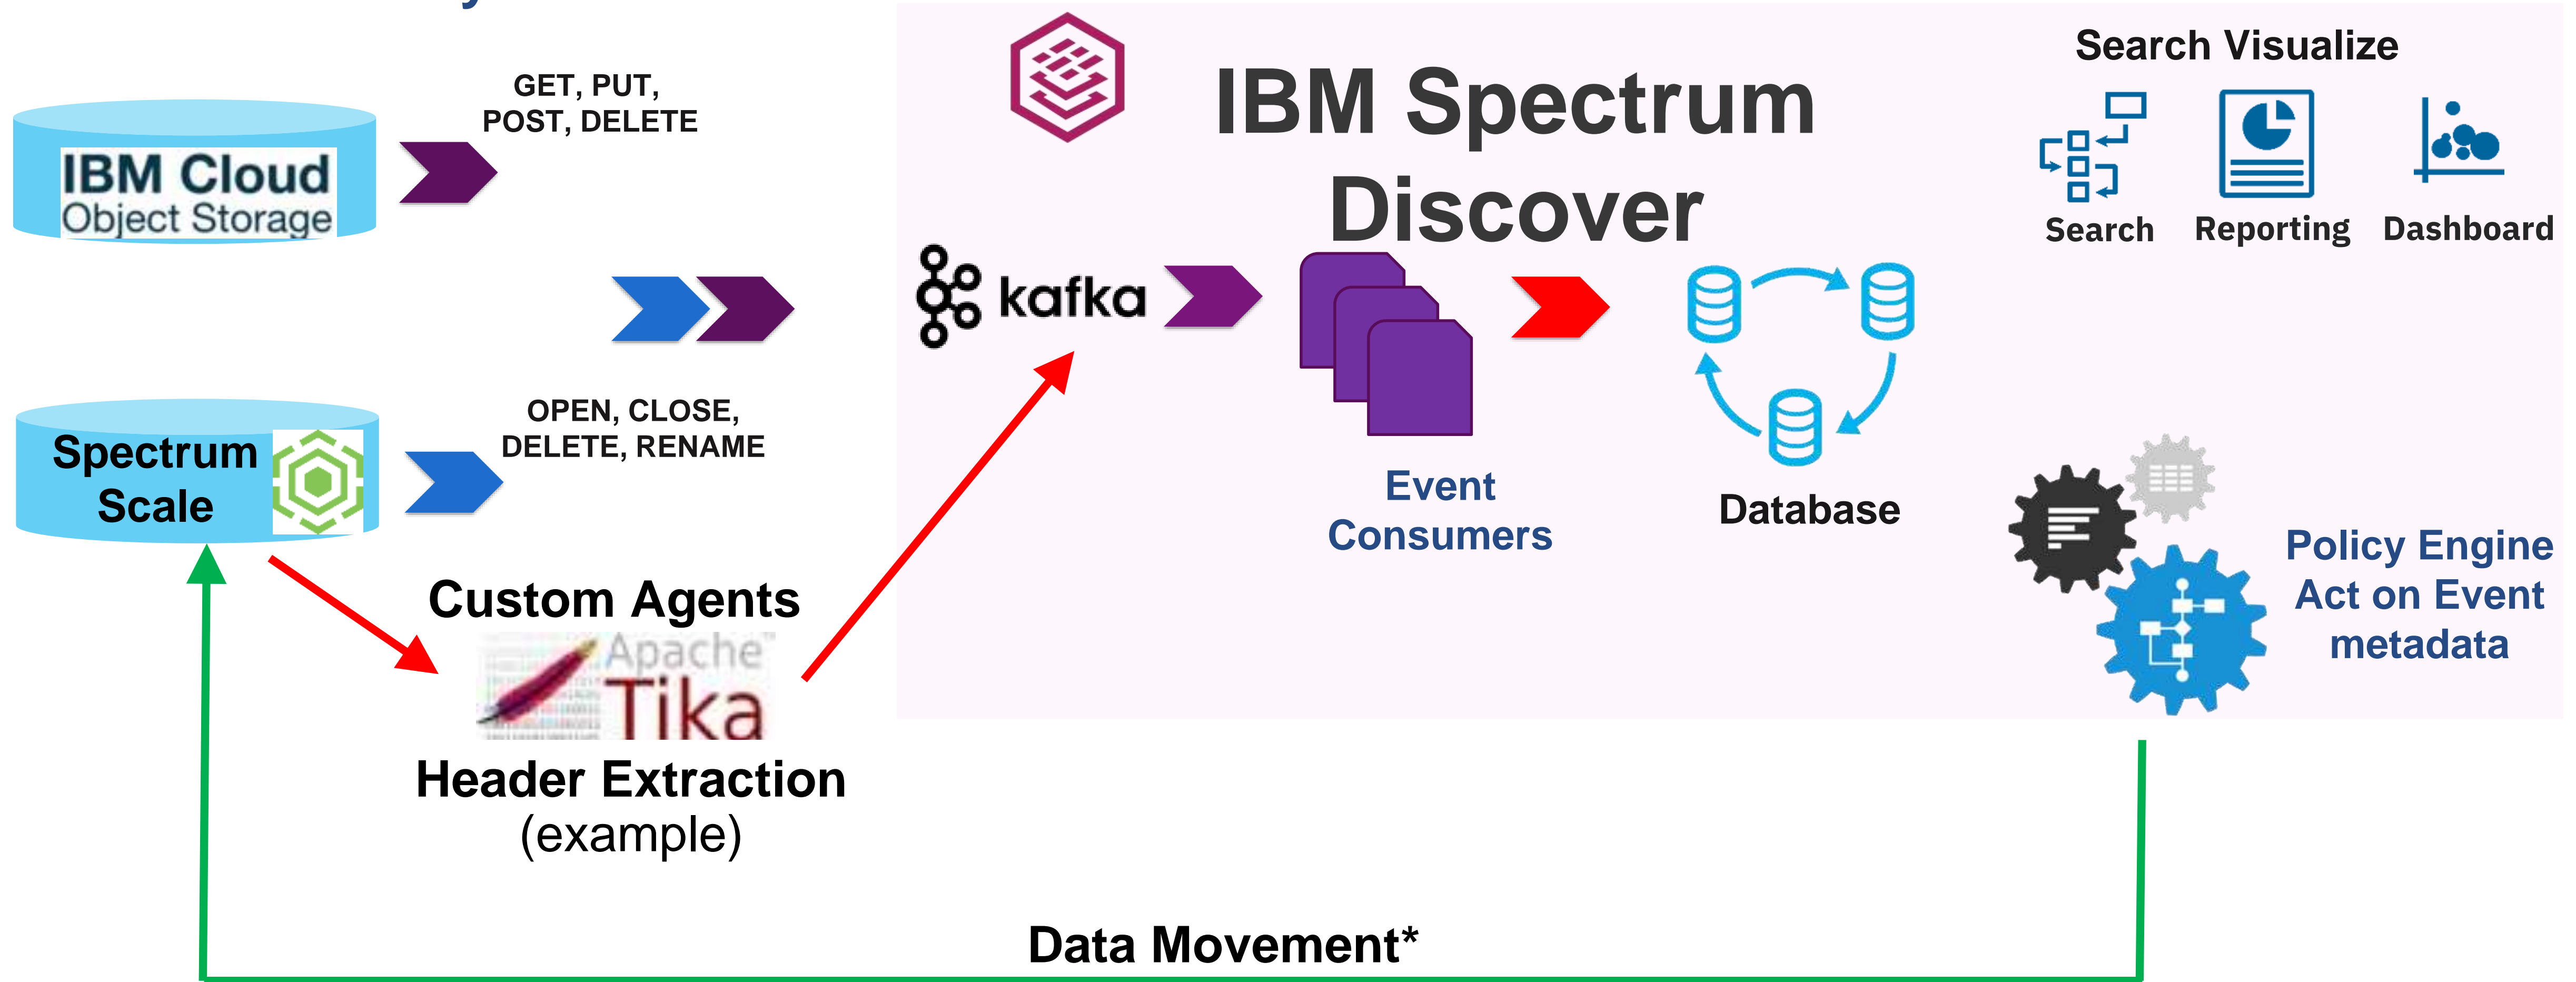 GET, PUT,
POST, DELETE
IBM Cloud
Object Storage
IBM Spectrum
Discover
Search Visualize
Search
Reporting
Dashboard
kafka
OPEN, CLOSE,
DELETE, RENAME
Spectrum
Scale
Event
Consumers
Database
Policy Engine
Act on Event
metadata
Custom Agents
Apache™
Tika
Header Extraction
(example)
Data Movement*